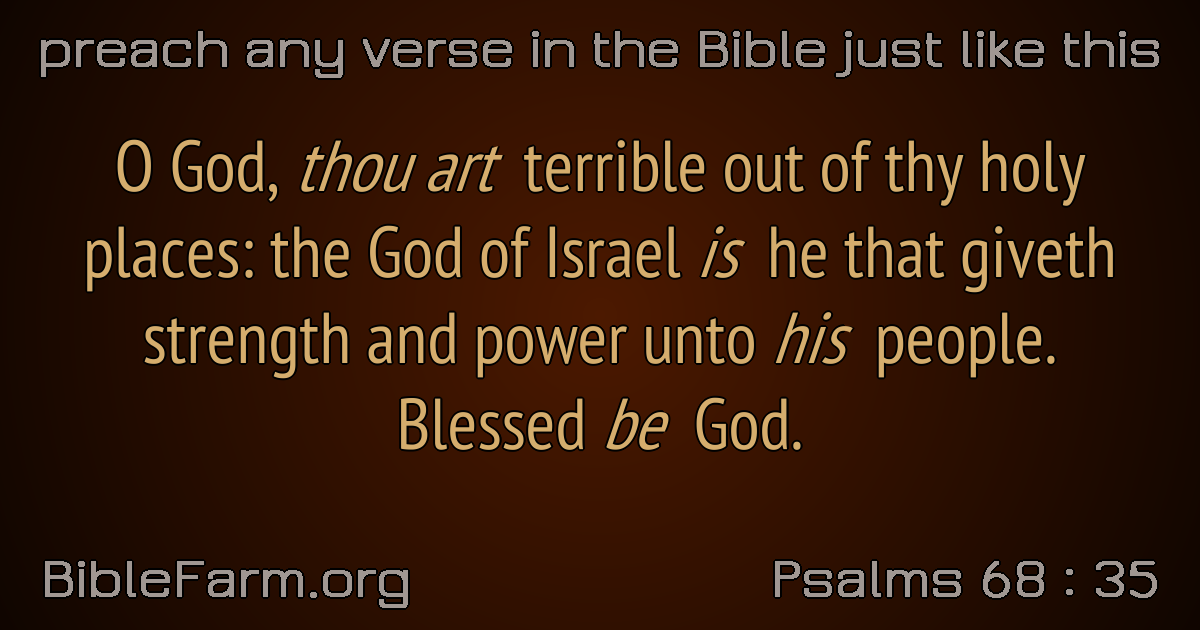 preach any verse in the Bible just like this
O God, thou art terrible out of thy holy
places: the God of Israel is he that giveth
strength and power unto his people.
Blessed be God.
BibleFarm.org
Psalms 68 : 35